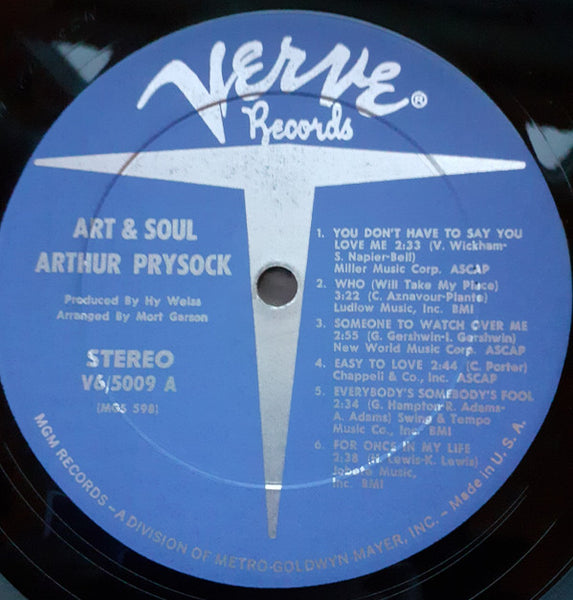 Verve®
Records
ART & SOUL
ARTHUR PRYSOCK
Produced By Hy Weiss
Arranged By Mort Garson
STEREO
V6/5009 A
(MGS 598)
1. YOU DON'T HAVE TO SAY YOU
LOVE ME 2:33 (V. Wickham-
S. Napier-Bell)
Miller Music Corp. ASCAP
2. WHO (Will Take My Place)
3:22 (C. Aznavour-Plante)
Ludlow Music, Inc. BMI
3. SOMEONE TO WATCH OVER ME
2:55 (G. Gershwin-I. Gershwin)
New World Music Corp. ASCAP
4. EASY TO LOVE 2:44 (C. Porter)
Chappell & Co., Inc. ASCAP
5. EVERYBODY'S SOMEBODY'S FOOL
2:34 (G. Hampton-R. Adams-
A. Adams) Swing & Tempo
Music Co., Inc. BMI
6. FOR ONCE IN MY LIFE
2:38 Lewis-K. Lewis)
Music,
Inc. BMI
MGM RECORDS – A DIVISION OF METRO-GOLDWYN MAYER, INC. – Made in U. S. A.